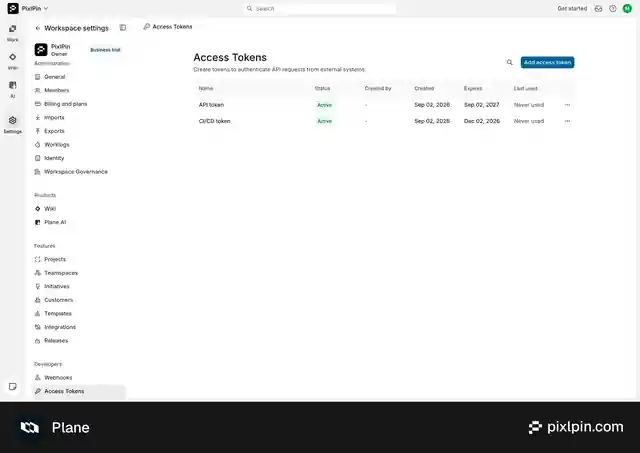 PixlPin
Search
Get started
M
Work
Wiki
AI
Settings
Workspace settings
PixlPin
Owner
Business trial
Administration
General
Members
Billing and plans
Imports
Exports
Worklogs
Identity
Workspace Governance
Products
Wiki
Plane AI
Features
Projects
Teamspaces
Initiatives
Customers
Templates
Integrations
Releases
Developers
Webhooks
Access Tokens
Access Tokens
Access Tokens
Create tokens to authenticate API requests from external systems.
Add access token
Name Status Created by Created Expires Last used
API token Active - Sep 02, 2026 Sep 02, 2027 Never used
CI/CD token Active - Sep 02, 2026 Dec 02, 2026 Never used
Plane
pixlpin.com